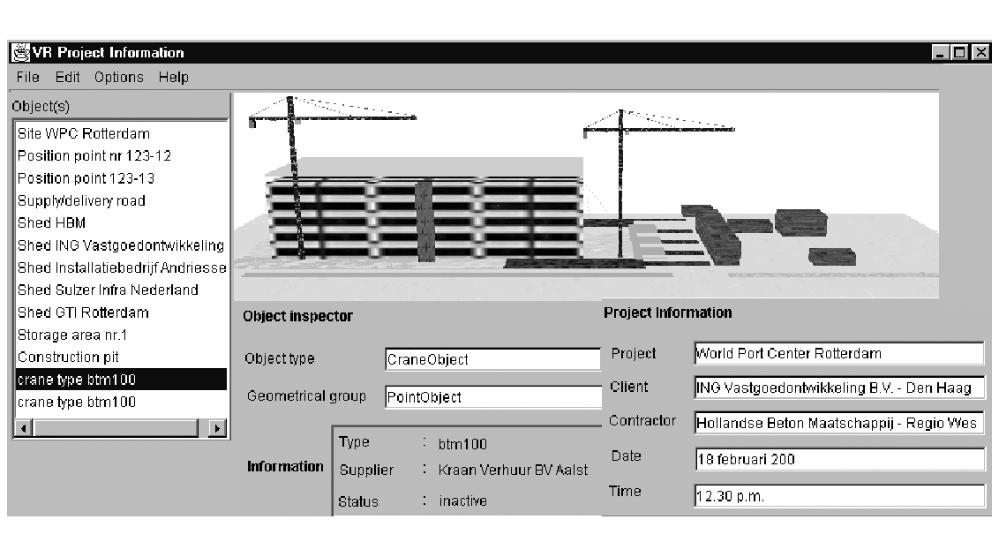 VR Project Information
File Edit Options Help
Object(s)
Site WPC Rotterdam
Position point nr 123-12
Position point 123-13
Supply/delivery road
Shed HBM
Shed ING Vastgoedontwikkeling
Shed Installatiebedrijf Andriesse
Shed Sulzer Infra Nederland
Shed GTI Rotterdam
Storage area nr.1
Construction pit
crane type btm100
crane type btm100
Object inspector
Object type CraneObject
Geometrical group PointObject
Information
Type : btm100
Supplier : Kraan Verhuur BV Aalst
Status : inactive
Project Information
Project World Port Center Rotterdam
Client ING Vastgoedontwikkeling B.V. - Den Haag
Contractor Hollandse Beton Maatschappij - Regio Wes
Date 18 februari 200
Time 12.30 p.m.